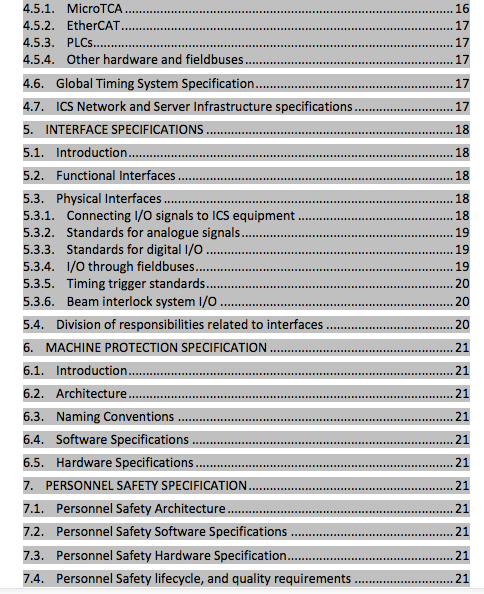 4.5.1. MicroTCA ........ 16
4.5.2. EtherCAT ........ 17
4.5.3. PLCs ........ 17
4.5.4. Other hardware and fieldbuses ........ 17
4.6. Global Timing System Specification ........ 17
4.7. ICS Network and Server Infrastructure specifications ........ 17
5. INTERFACE SPECIFICATIONS ........ 18
5.1. Introduction ........ 18
5.2. Functional Interfaces ........ 18
5.3. Physical Interfaces ........ 18
5.3.1. Connecting I/O signals to ICS equipment ........ 18
5.3.2. Standards for analogue signals ........ 19
5.3.3. Standards for digital I/O ........ 19
5.3.4. I/O through fieldbuses ........ 19
5.3.5. Timing trigger standards ........ 20
5.3.6. Beam interlock system I/O ........ 20
5.4. Division of responsibilities related to interfaces ........ 20
6. MACHINE PROTECTION SPECIFICATION ........ 21
6.1. Introduction ........ 21
6.2. Architecture ........ 21
6.3. Naming Conventions ........ 21
6.4. Software Specifications ........ 21
6.5. Hardware Specifications ........ 21
7. PERSONNEL SAFETY SPECIFICATION ........ 21
7.1. Personnel Safety Architecture ........ 21
7.2. Personnel Safety Software Specifications ........ 21
7.3. Personnel Safety Hardware Specification ........ 21
7.4. Personnel Safety lifecycle, and quality requirements ........ 21